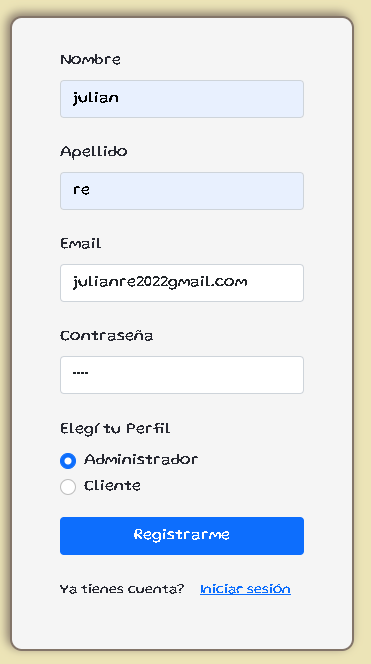 Nombre
julian
Apellido
re
Email
julianre2022gmail.com
Contraseña
••••
Elegí tu Perfil
Administrador
Cliente
Registrarme
Ya tienes cuenta? Iniciar sesión